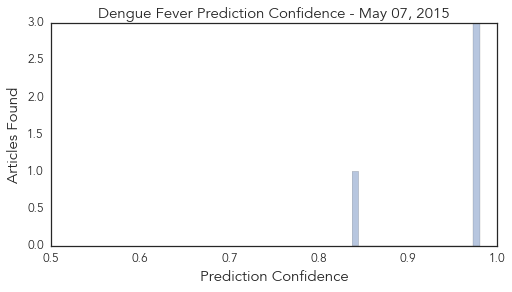 Dengue Fever Prediction Confidence - May 07, 2015
3.0
2.5
2.0
1.5
1.0
0.5
0.0
Articles Found
0.5 0.6 0.7 0.8 0.9 1.0
Prediction Confidence